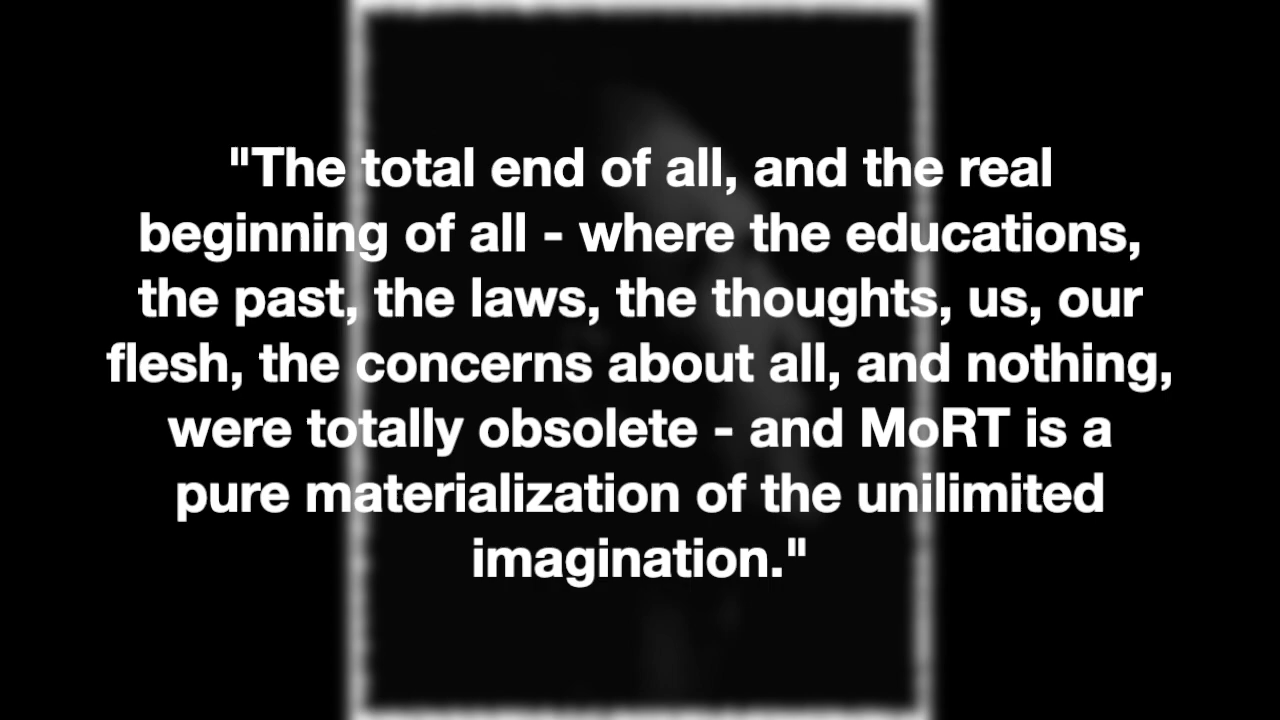 "The total end of all, and the real
beginning of all - where the educations,
the past, the laws, the thoughts, us, our
flesh, the concerns about all, and nothing,
were totally obsolete - and MoRT is a
pure materialization of the unilimited
imagination."